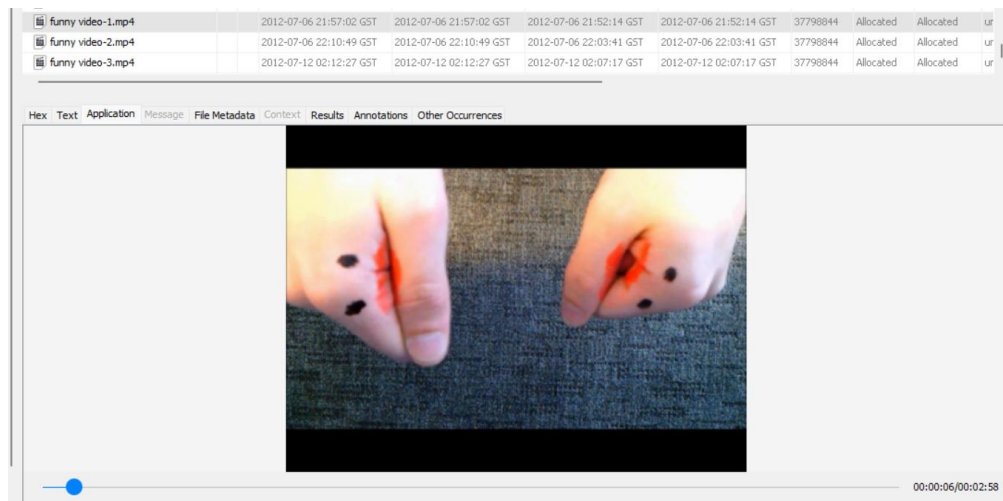 funny video-1.mp4 2012-07-06 21:57:02 GST 2012-07-06 21:57:02 GST 2012-07-06 21:52:14 GST 2012-07-06 21:52:14 GST 37798844 Allocated Allocated ur
funny video-2.mp4 2012-07-06 22:10:49 GST 2012-07-06 22:10:49 GST 2012-07-06 22:03:41 GST 2012-07-06 22:03:41 GST 37798844 Allocated Allocated ur
funny video-3.mp4 2012-07-12 02:12:27 GST 2012-07-12 02:12:27 GST 2012-07-12 02:07:17 GST 2012-07-12 02:07:17 GST 37798844 Allocated Allocated ur
Hex Text Application Message File Metadata Context Results Annotations Other Occurrences
00:00:06/00:02:58